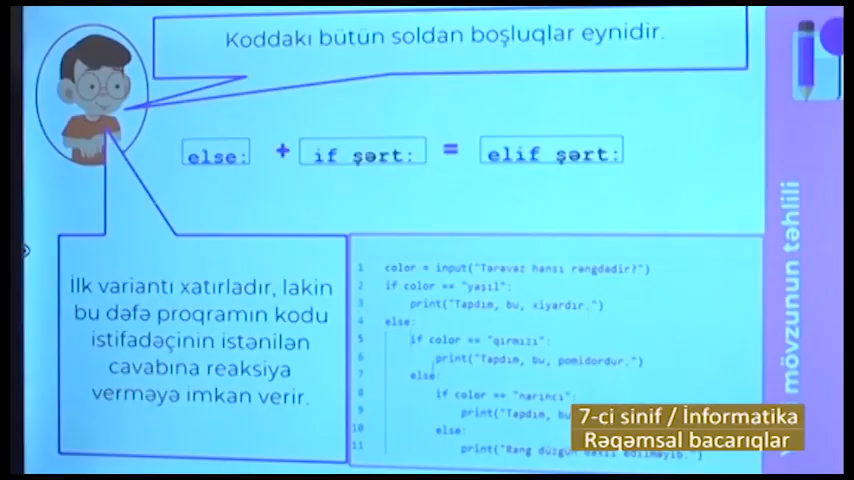 Koddakı bütün soldan boşluqlar eynidir.
else: + if şərt: = elif şərt:
İlk variantı xatırladır, lakin
bu dəfə proqramın kodu
istifadəçinin istənilən
cavabına reaksiya
verməyə imkan verir.
1 color = input("Tərəvəz hansı rəngdədir?")
2 if color == "yaşıl":
3 print("Tapdım, bu, xiyardır.")
4 else:
5 if color == "qırmızı":
6 print("Tapdım, bu, pomidordur.")
7 else:
8 if color == "narıncı":
9 print("Tapdım, bu
10 else:
11 print("Rəng düzgün edilməyib.")
mövzunun təhlili
7-ci sinif / İnformatika
Rəqəmsal bacarıqlar